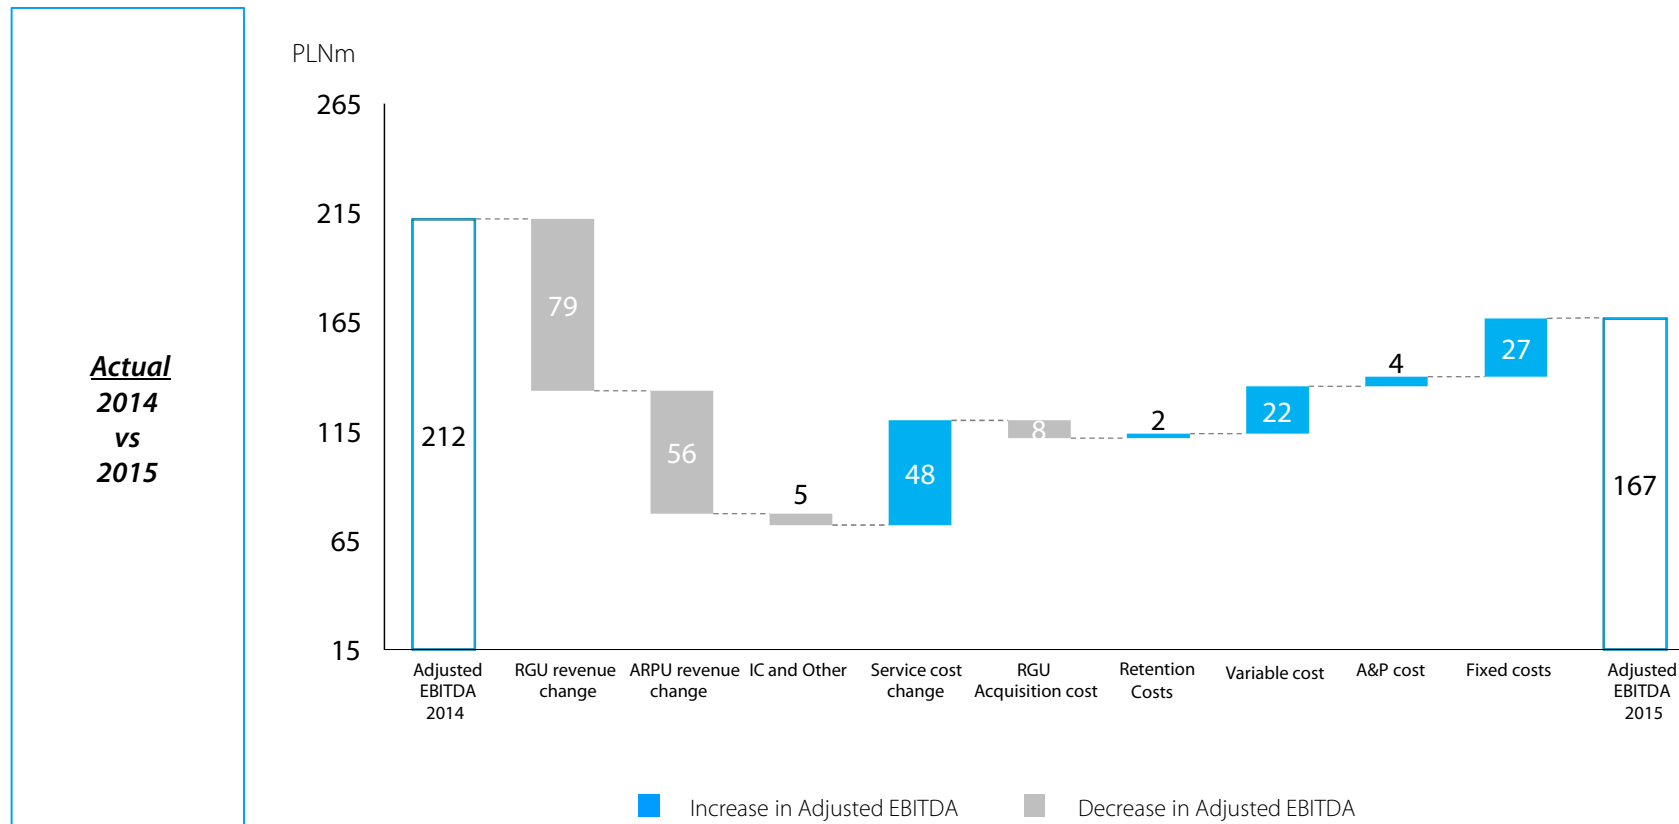 Actual
2014
vs
2015
PLNm
265
215
165
115
65
15
212
79
56
5
48
8
2
22
4
27
167
Adjusted
EBITDA
2014
RGU revenue
change
ARPU revenue
change
IC and Other
Service cost
change
RGU
Acquisition cost
Retention
Costs
Variable cost
A&P cost
Fixed costs
Adjusted
EBITDA
2015
Increase in Adjusted EBITDA
Decrease in Adjusted EBITDA